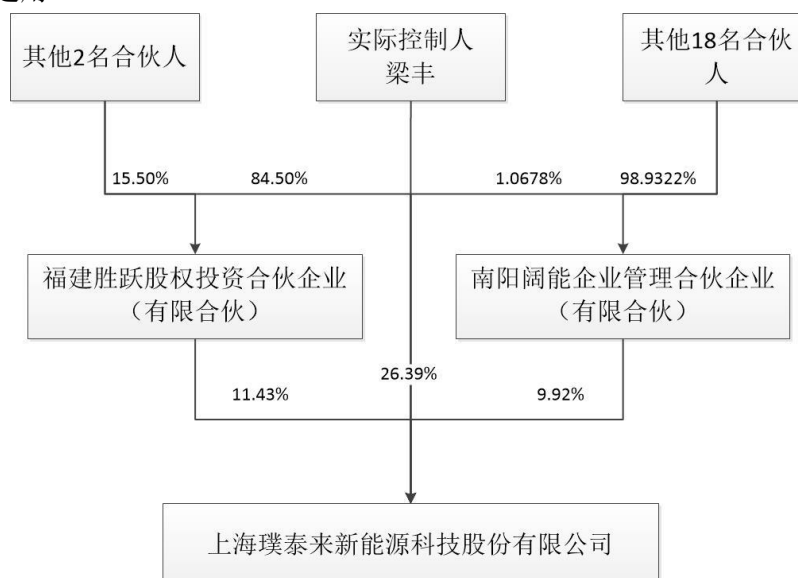 其他2名合伙人
实际控制人
梁丰
其他18名合伙
人
15.50%
84.50%
1.0678%
98.9322%
福建胜跃股权投资合伙企业
（有限合伙）
南阳阔能企业管理合伙企业
（有限合伙）
26.39%
11.43%
9.92%
上海璞泰来新能源科技股份有限公司